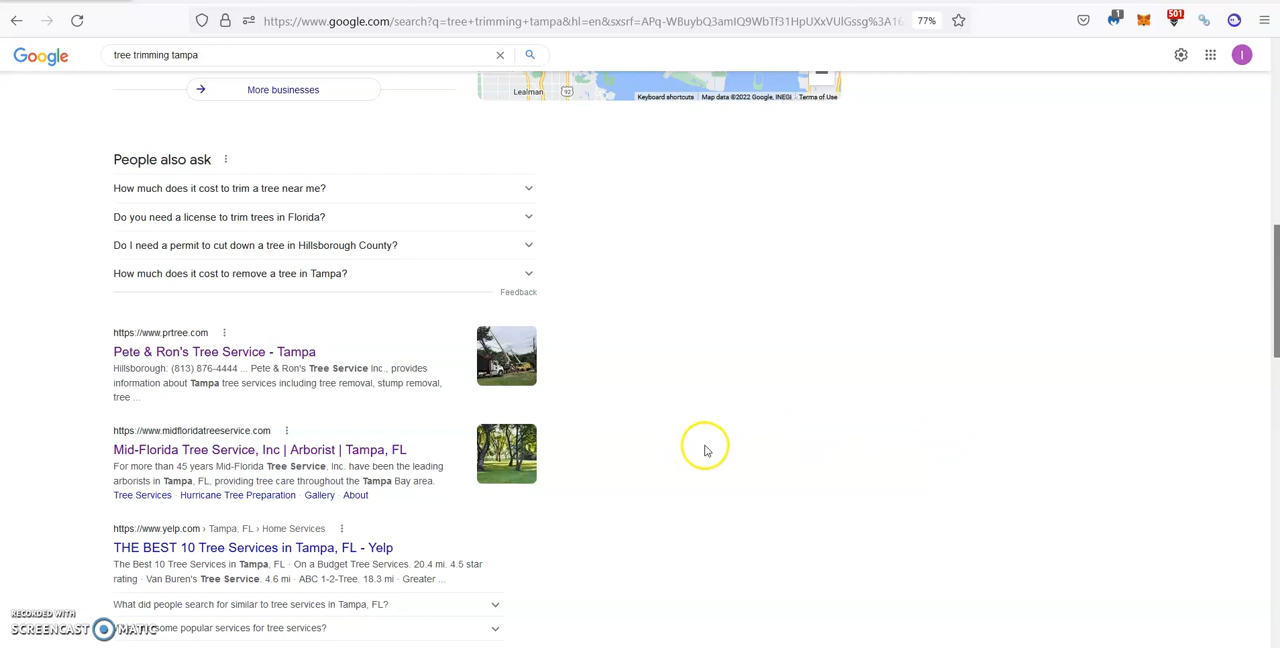 https://www.google.com/search?q=tree+trimming+tampa&hl=en&sxsrf=APq-WBuybQ3amIQ9WbTf31HpUXxVUlGssg%3A16
77%
1
501
Google
tree trimming tampa
I
More businesses
Lealman
92
Keyboard shortcuts
Map data ©2022 Google, INEGI
Terms of Use
People also ask
How much does it cost to trim a tree near me?
Do you need a license to trim trees in Florida?
Do I need a permit to cut down a tree in Hillsborough County?
How much does it cost to remove a tree in Tampa?
Feedback
https://www.prtree.com
Pete & Ron's Tree Service - Tampa
Hillsborough: (813) 876-4444 ... Pete & Ron's Tree Service Inc., provides
information about Tampa tree services including tree removal, stump removal,
tree ...
https://www.midfloridatreeservice.com
Mid-Florida Tree Service, Inc | Arborist | Tampa, FL
For more than 45 years Mid-Florida Tree Service, Inc. have been the leading
arborists in Tampa, FL, providing tree care throughout the Tampa Bay area.
Tree Services · Hurricane Tree Preparation · Gallery · About
https://www.yelp.com › Tampa, FL › Home Services
THE BEST 10 Tree Services in Tampa, FL - Yelp
The Best 10 Tree Services in Tampa, FL · On a Budget Tree Services. 20.4 mi. 4.5 star
rating · Van Buren's Tree Service. 4.6 mi · ABC 1-2-Tree. 18.3 mi · Greater ...
What did people search for similar to tree services in Tampa, FL?
some popular services for tree services?
RECORDED WITH
SCREENCAST MATIC